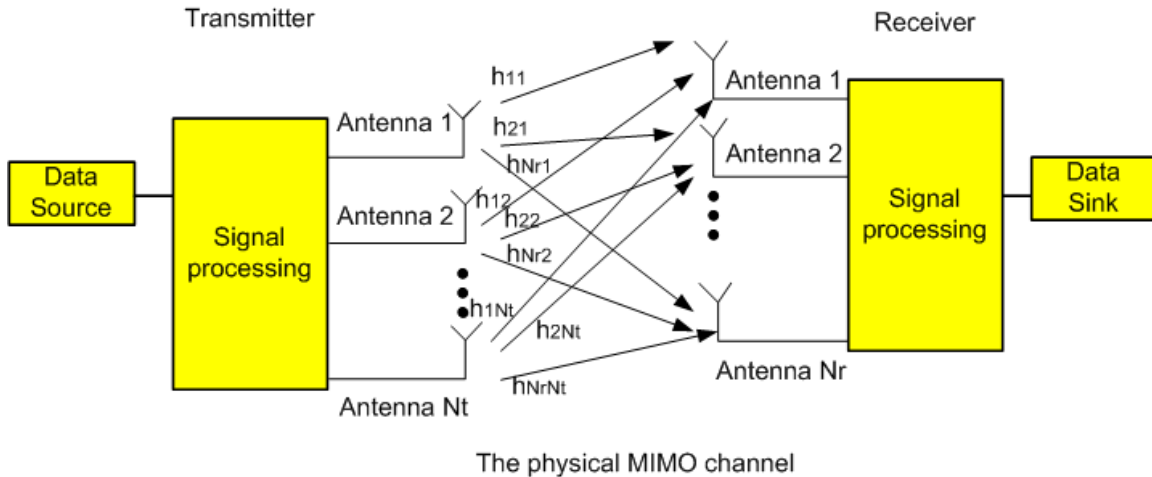 Transmitter
Receiver
h11
Antenna 1
Antenna 1
h21
Antenna 2
hNr1
Data
Source
Data
Sink
Antenna 2
h12
h22
Signal
processing
Signal
processing
hNr2
h1Nt
h2Nt
Antenna Nr
hNrNt
Antenna Nt
The physical MIMO channel